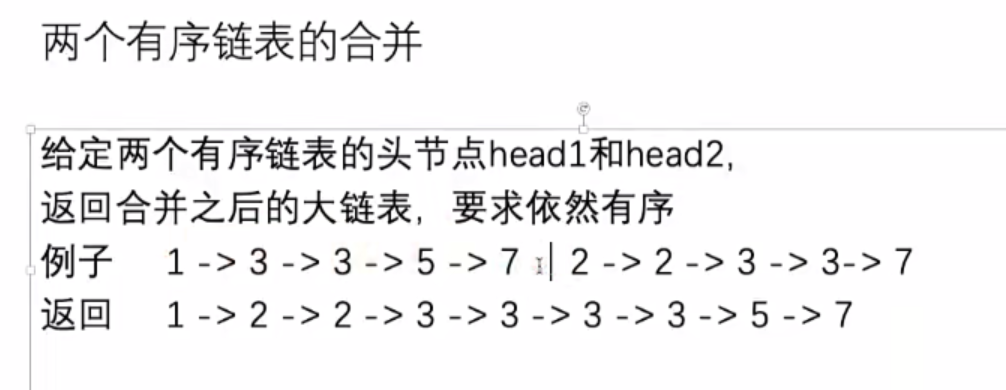 两个有序链表的合并
给定两个有序链表的头节点head1和head2,
返回合并之后的大链表，要求依然有序
例子 1 -> 3 -> 3 -> 5 -> 7 2 -> 2 -> 3 -> 3-> 7
返回 1 -> 2 -> 2 -> 3 -> 3 -> 3 -> 3 -> 5 -> 7